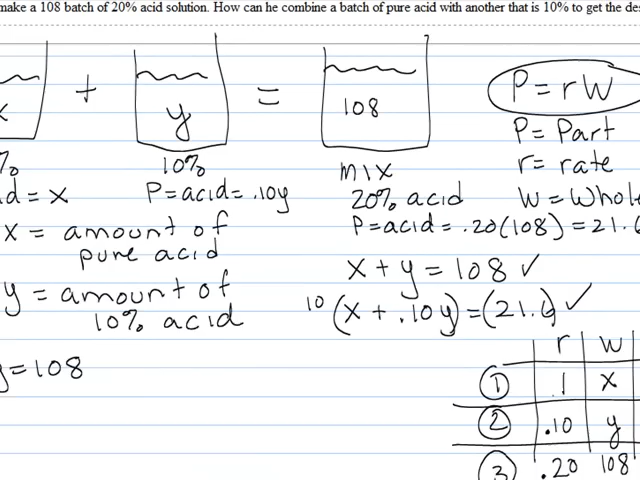 make a 108 batch of 20% acid solution. How can he combine a batch of pure acid with another that is 10% to get the
x + y = 108 P = rW
% 10% mix P = Part
= x P = acid = .10y 20% acid r = rate
x = amount of P = acid = .20(108) = 21. W = Whole
pure acid
x + y = 108 ✓
y = amount of
10% acid
10 (x + .10y) = (21.6) ✓
= 108
r W
① 1 x
② .10 y
③ .20 108